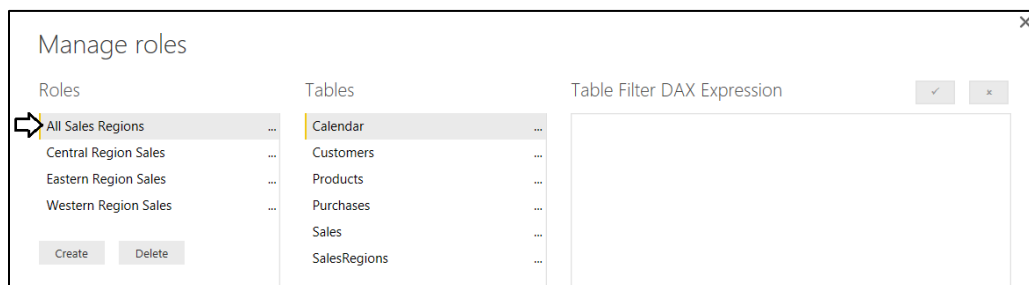 Manage roles
Roles
All Sales Regions ...
Central Region Sales ...
Eastern Region Sales ...
Western Region Sales ...
Create Delete
Tables
Calendar ...
Customers ...
Products ...
Purchases ...
Sales ...
SalesRegions ...
Table Filter DAX Expression